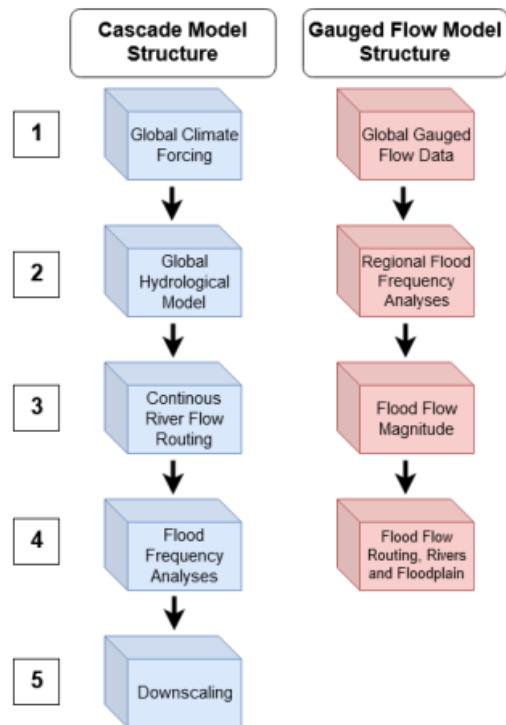 Cascade Model
Structure
Gauged Flow Model
Structure
1
Global Climate
Forcing
Global Gauged
Flow Data
2
Global
Hydrological
Model
Regional Flood
Frequency
Analyses
3
Continous
River Flow
Routing
Flood Flow
Magnitude
4
Flood
Frequency
Analyses
Flood Flow
Routing, Rivers
and Floodplain
5
Downscaling